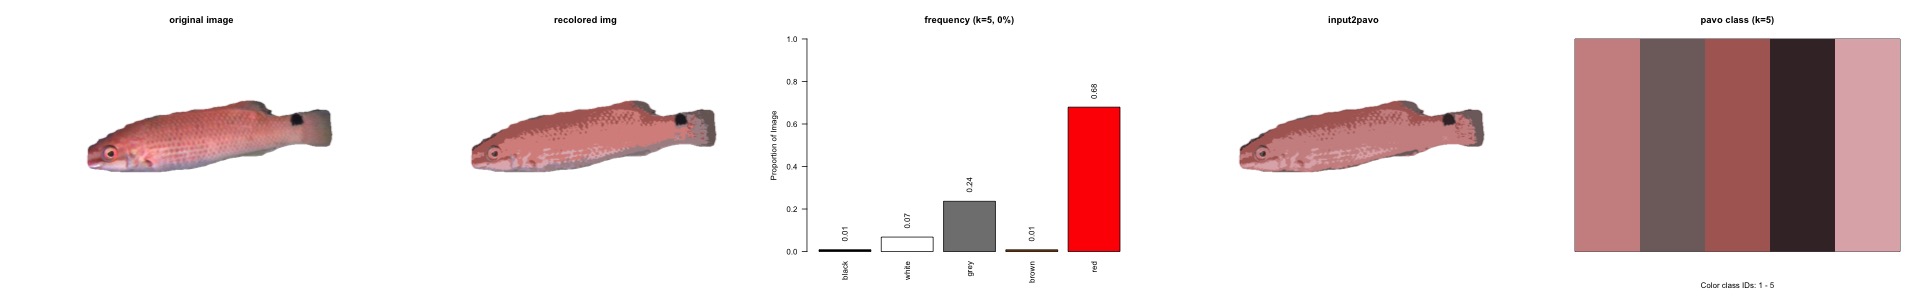 original image
recolored img
frequency (k=5, 0%)
input2pavo
pavo class (k=5)
Proportion of Image
1.0
0.8
0.6
0.4
0.2
0.0
0.01
0.07
0.24
0.01
0.68
black
white
grey
brown
red
Color class IDs: 1 - 5